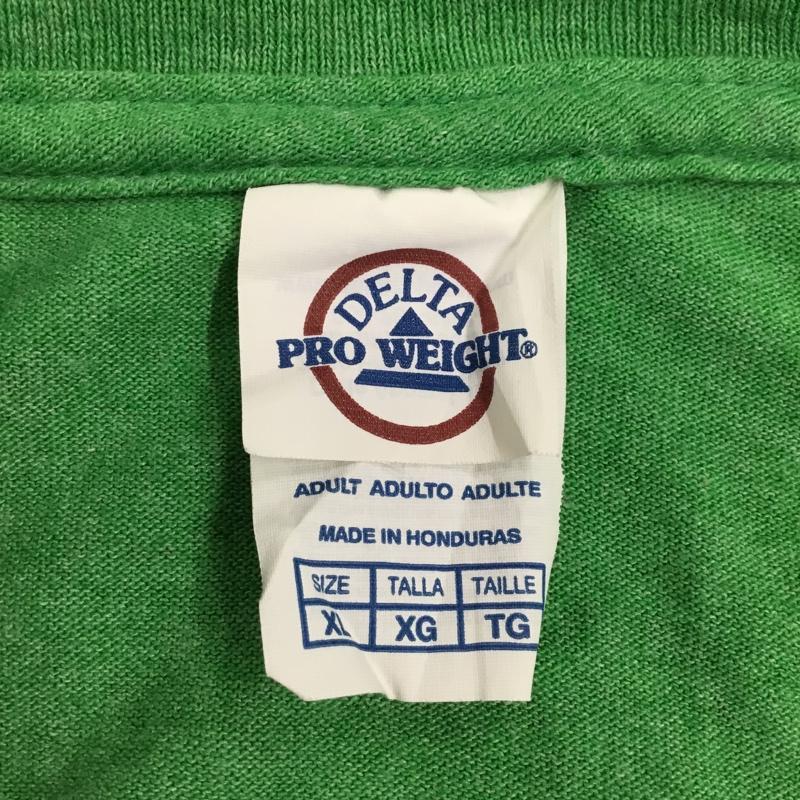 DELTA
PRO WEIGHT®
ADULT ADULTO ADULTE
MADE IN HONDURAS
SIZE TALLA TAILLE
XL XG TG